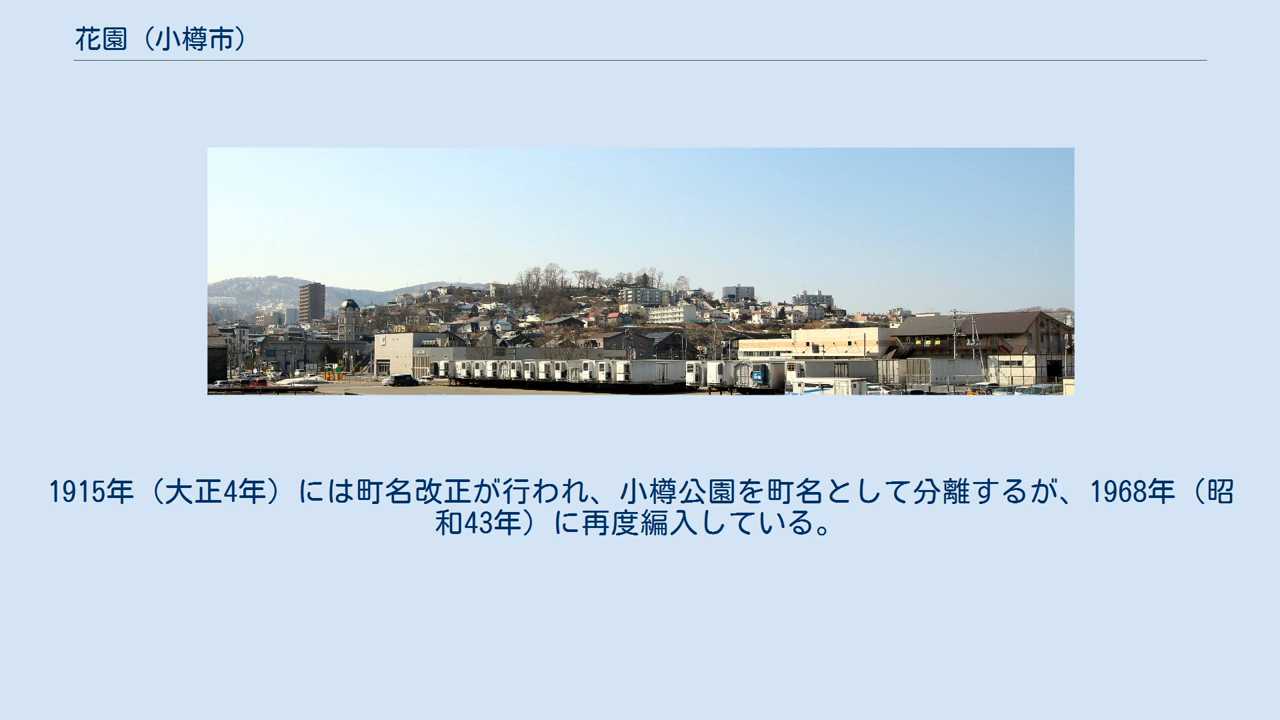 花園（小樽市）
1915年（大正4年）には町名改正が行われ、小樽公園を町名として分離するが、1968年（昭
和43年）に再度編入している。